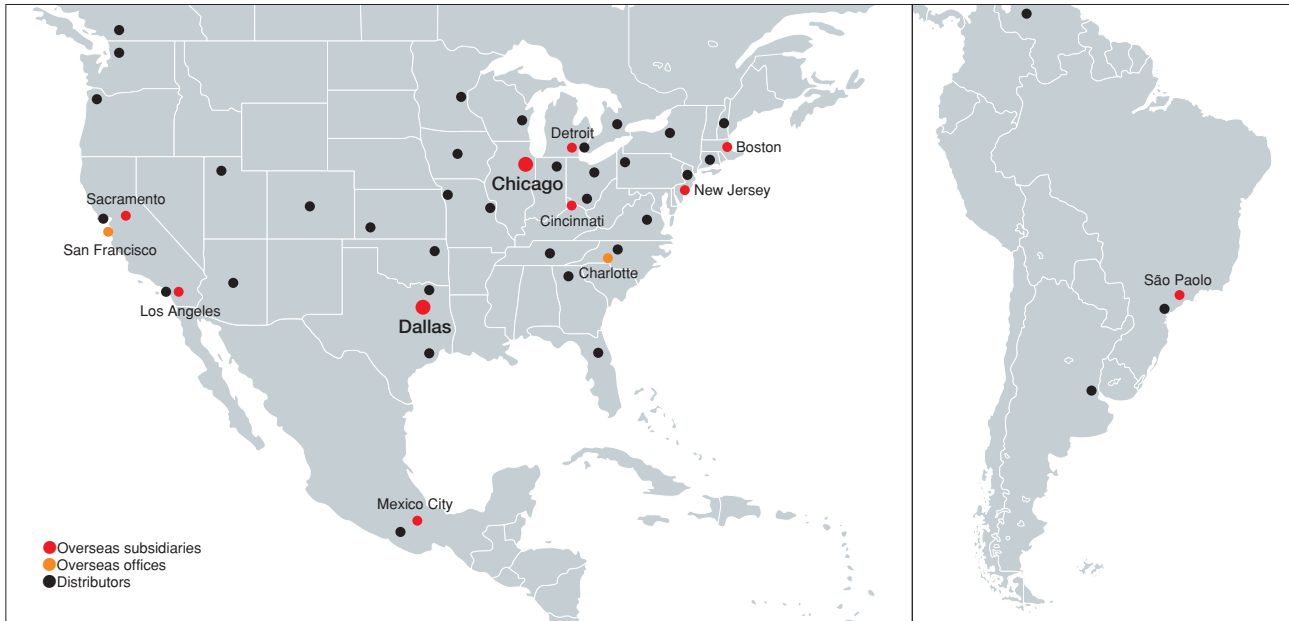 Detroit
Boston
Chicago
New Jersey
Sacramento
Cincinnati
San Francisco
Charlotte
São Paolo
Los Angeles
Dallas
Mexico City
Overseas subsidiaries
Overseas offices
Distributors